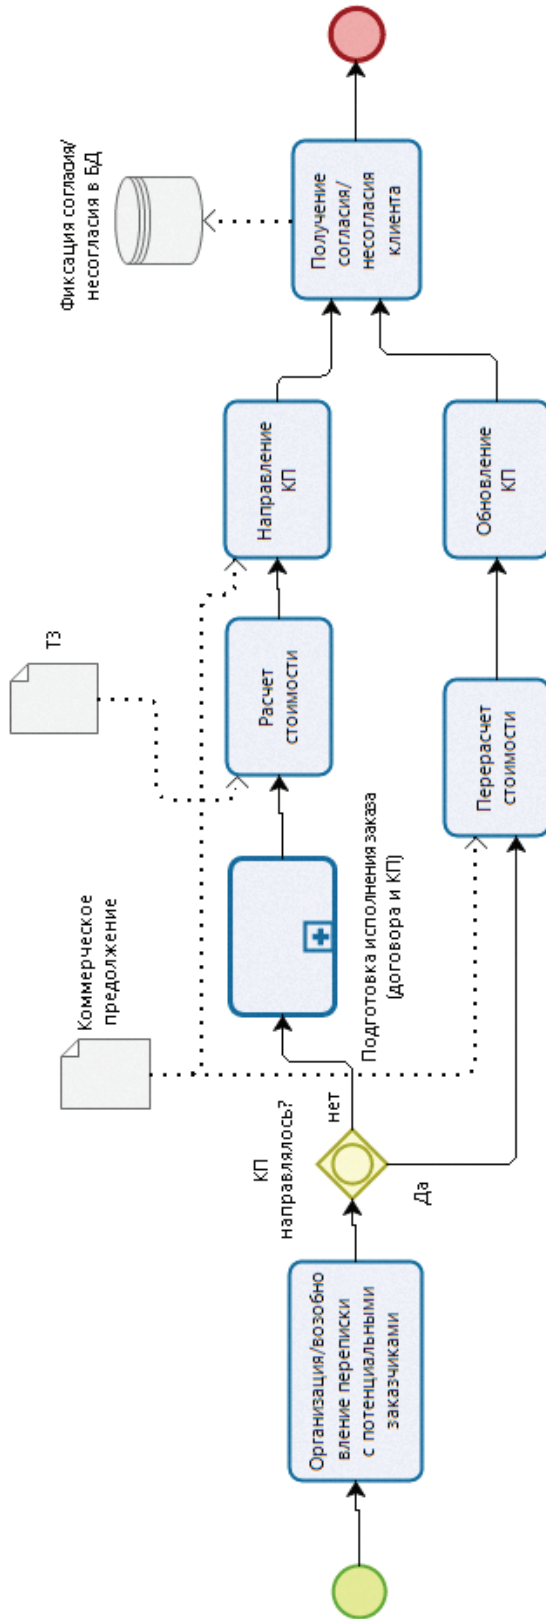 Организация/возобно
вление переписки
с потенциальными
заказчиками
КП
направлялось?
нет
Да
Коммерческое
предолжение
Подготовка исполнения заказа
(договора и КП)
ТЗ
Расчет
стоимости
Перерасчет
стоимости
Направление
КП
Обновление
КП
Фиксация согласия/
несогласия в БД
Получение
согласия/
несогласия
клиента